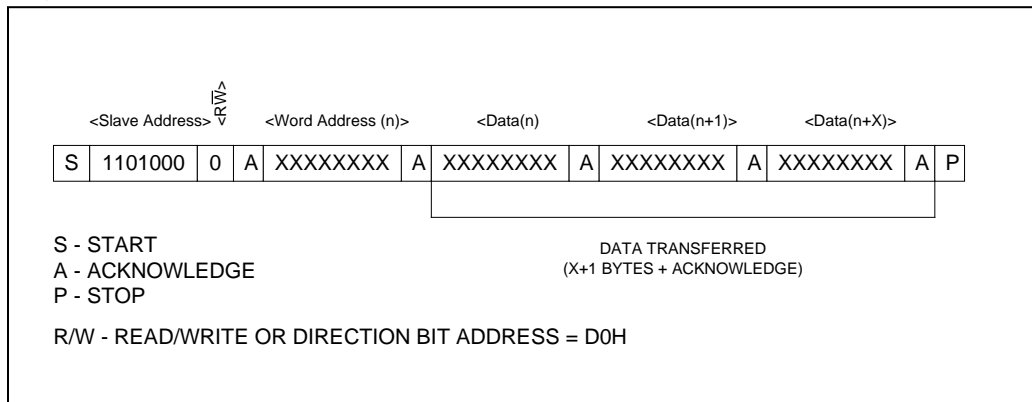 <RW>
<Slave Address> <Word Address (n)> <Data(n) <Data(n+1)> <Data(n+X)>
S 1101000 0 A XXXXXXXX A XXXXXXXX A XXXXXXXX A XXXXXXXX A P
S - START
A - ACKNOWLEDGE
P - STOP
DATA TRANSFERRED
(X+1 BYTES + ACKNOWLEDGE)
R/W - READ/WRITE OR DIRECTION BIT ADDRESS = D0H